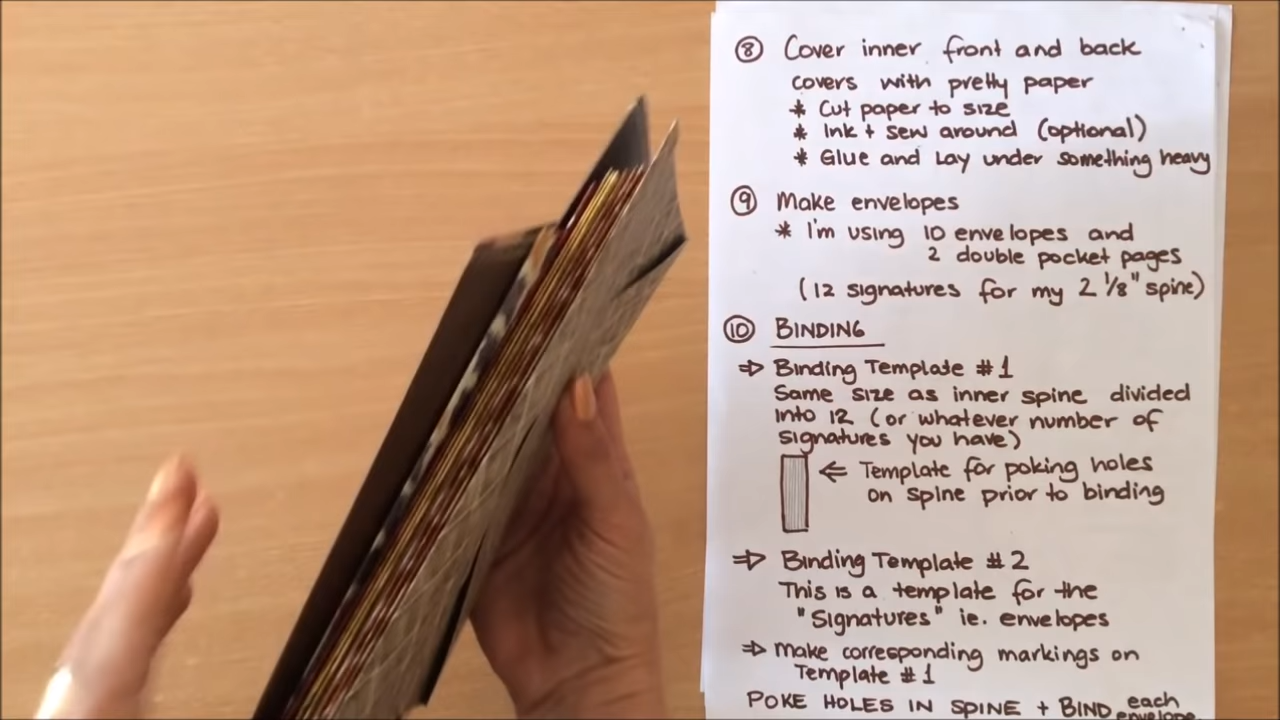 ⑧ Cover inner front and back
covers with pretty paper
* Cut paper to size
* Ink + sew around (optional)
* Glue and Lay under something heavy
⑨ Make envelopes
* I'm using 10 envelopes and
2 double pocket pages
(12 signatures for my 2 1/8" spine)
⑩ BINDING
⇒ Binding Template #1
Same size as inner spine divided
into 12 (or whatever number of
signatures you have)
⇐ Template for poking holes
on spine prior to binding
⇒ Binding Template #2
This is a template for the
"Signatures" ie. envelopes
⇒ Make corresponding markings on
Template #1
POKE HOLES IN SPINE + BIND each
envelope